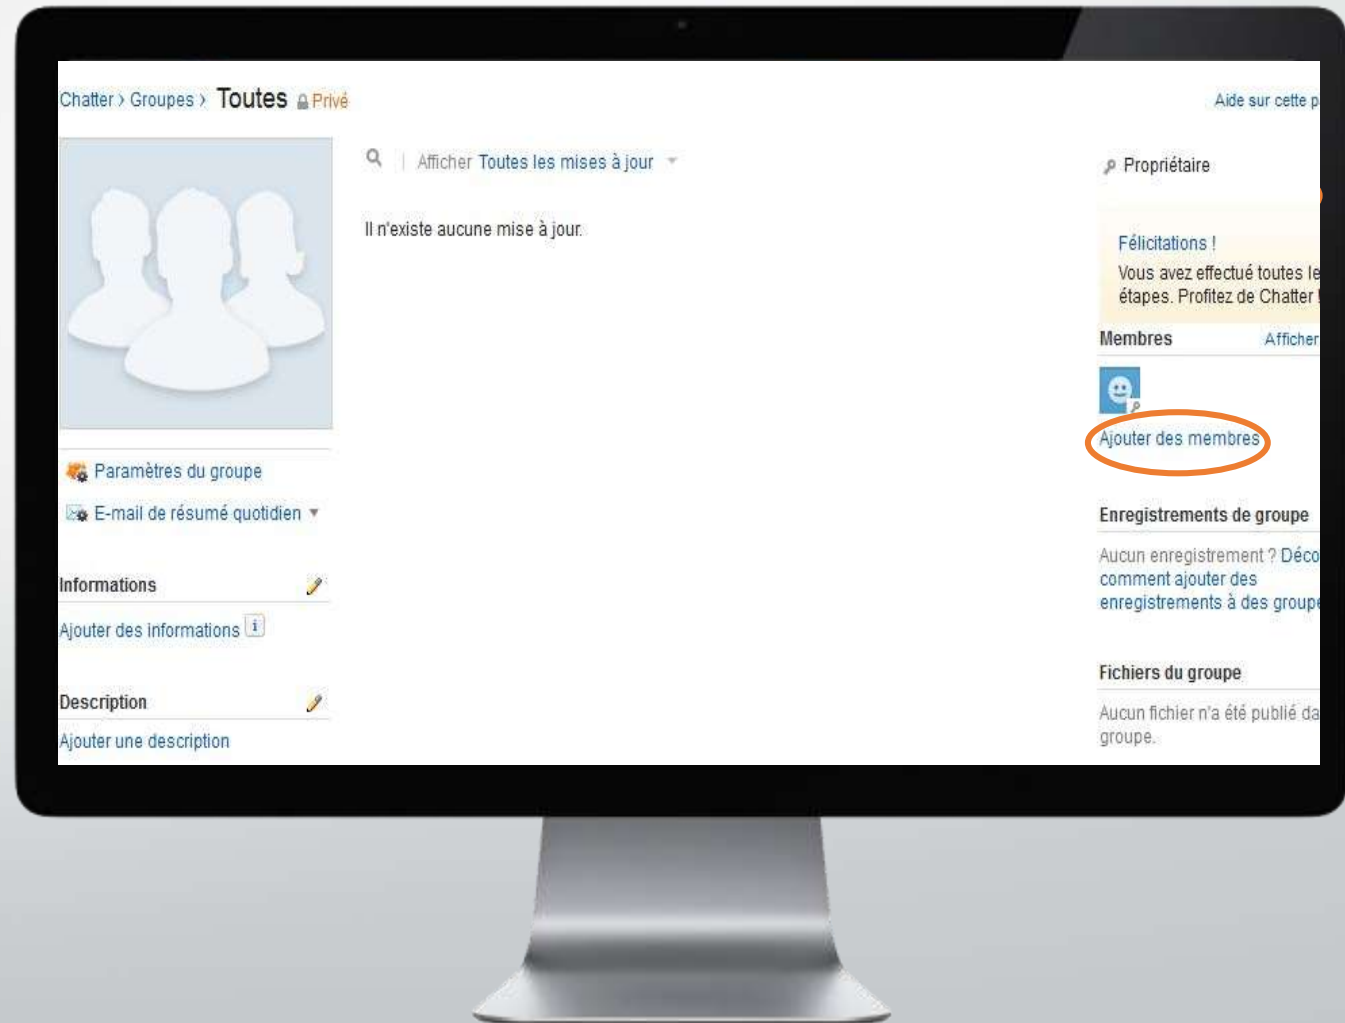 Chatter › Groupes › Toutes Privé
Aide sur cette p
Afficher Toutes les mises à jour
Il n'existe aucune mise à jour.
Paramètres du groupe
E-mail de résumé quotidien
Informations
Ajouter des informations i
Description
Ajouter une description
Propriétaire
Félicitations !
Vous avez effectué toutes le
étapes. Profitez de Chatter !
Membres Afficher
Ajouter des membres
Enregistrements de groupe
Aucun enregistrement ? Déco
comment ajouter des
enregistrements à des groupe
Fichiers du groupe
Aucun fichier n'a été publié da
groupe.